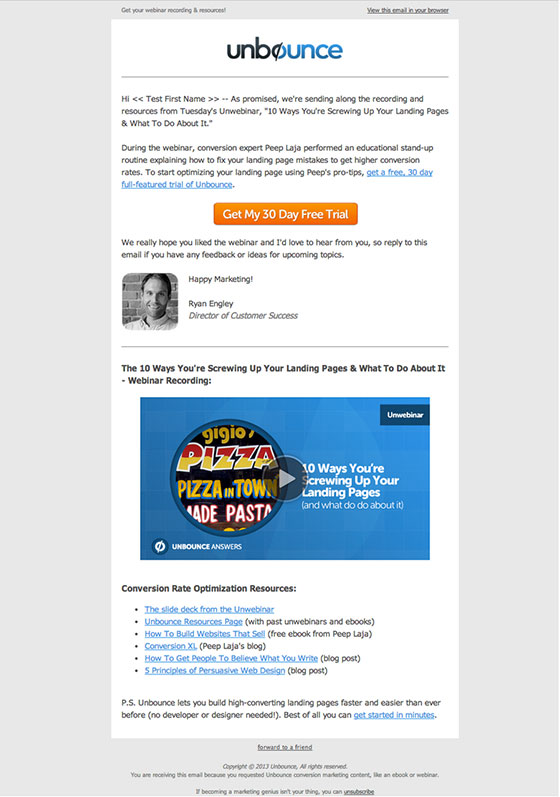 Get your webinar recording & resources!
View this email in your browser
unbounce
Hi << Test First Name >> -- As promised, we're sending along the recording and
resources from Tuesday's Unwebinar, "10 Ways You're Screwing Up Your Landing Pages
& What To Do About It."
During the webinar, conversion expert Peep Laja performed an educational stand-up
routine explaining how to fix your landing page mistakes to get higher conversion
rates. To start optimizing your landing page using Peep's pro-tips, get a free, 30 day
full-featured trial of Unbounce.
Get My 30 Day Free Trial
We really hope you liked the webinar and I'd love to hear from you, so reply to this
email if you have any feedback or ideas for upcoming topics.
Happy Marketing!
Ryan Engley
Director of Customer Success
The 10 Ways You're Screwing Up Your Landing Pages & What To Do About It
- Webinar Recording:
Unwebinar
gigio's
PIZZA
PIZZA IN TOWN
MADE PASTA
10 Ways You're
Screwing Up Your
Landing Pages
(and what do do about it)
UNBOUNCE ANSWERS
Conversion Rate Optimization Resources:
• The slide deck from the Unwebinar
• Unbounce Resources Page (with past unwebinars and ebooks)
• How To Build Websites That Sell (free ebook from Peep Laja)
• Conversion XL (Peep Laja's blog)
• How To Get People To Believe What You Write (blog post)
• 5 Principles of Persuasive Web Design (blog post)
P.S. Unbounce lets you build high-converting landing pages faster and easier than ever
before (no developer or designer needed!). Best of all you can get started in minutes.
forward to a friend
Copyright © 2013 Unbounce, All rights reserved.
You are receiving this email because you requested Unbounce conversion marketing content, like an ebook or webinar.
If becoming a marketing genius isn't your thing, you can unsubscribe